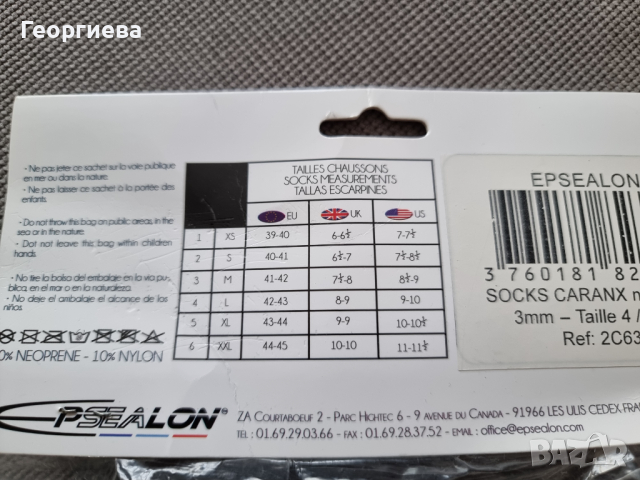 Георгиева
- Ne pas jeter ce sachet sur la voie publique
en mer ou dans la nature.
- Ne pas laisser ce sachet à la portée des
enfants.
- Do not throw this bag on public areas, in the
sea or in the nature.
- Dot not leave this bag within children
hands.
- No tire la bolsa del embalaje en la via pu-
blica, en el mar o en la naturaleza.
- No deje el embalaje al alcance de los
niños.
0% NEOPRENE - 10% NYLON
TAILLES CHAUSSONS
SOCKS MEASUREMENTS
TALLAS ESCARPINES
EU UK US
1 XS 39-40 6-6½ 7-7½
2 S 40-41 6½-7 7½-8½
3 M 41-42 7½-8 8½-9
4 L 42-43 8-9 9-10
5 XL 43-44 9-9 10-10½
6 XXL 44-45 10-10 11-11½
EPSEALON
3 760181 82
SOCKS CARANX n
3mm – Taille 4 /
Ref: 2C63
EPSEALON®
ZA Courtaboeuf 2 - Parc Hightec 6 - 9 avenue du Canada - 91966 LES ULIS CEDEX FRAN
TEL : 01.69.29.03.66 - FAX : 01.69.28.37.52 - EMAIL : office@epsealon.com
bazar